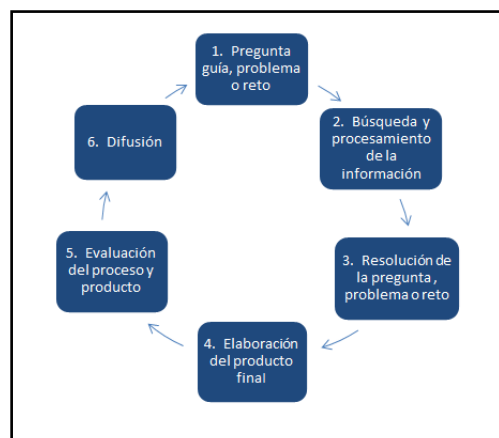 1. Pregunta
guía, problema
o reto
2. Búsqueda y
procesamiento
de la
información
3. Resolución de
la pregunta ,
problema o reto
4. Elaboración
del producto
final
5. Evaluación
del proceso y
producto
6. Difusión